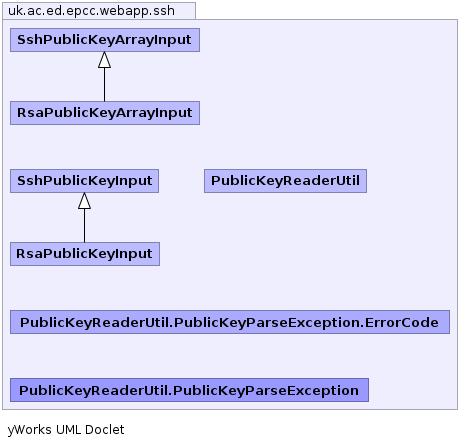 uk.ac.ed.epcc.webapp.ssh
SshPublicKeyArrayInput
RsaPublicKeyArrayInput
SshPublicKeyInput
PublicKeyReaderUtil
RsaPublicKeyInput
PublicKeyReaderUtil.PublicKeyParseException.ErrorCode
PublicKeyReaderUtil.PublicKeyParseException
yWorks UML Doclet